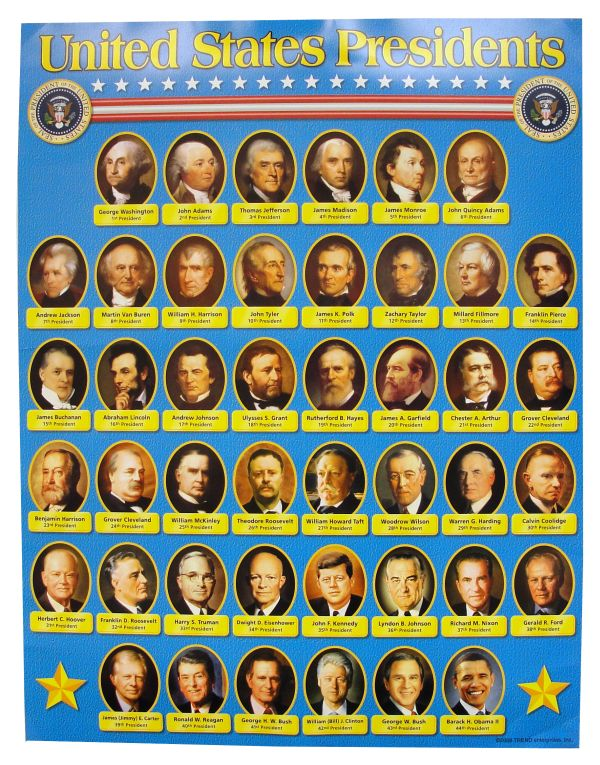 United States Presidents
SEAL OF THE PRESIDENT OF THE UNITED STATES
SEAL OF THE PRESIDENT OF THE UNITED STATES
George Washington
1st President
John Adams
2nd President
Thomas Jefferson
3rd President
James Madison
4th President
James Monroe
5th President
John Quincy Adams
6th President
Andrew Jackson
7th President
Martin Van Buren
8th President
William H. Harrison
9th President
John Tyler
10th President
James K. Polk
11th President
Zachary Taylor
12th President
Millard Fillmore
13th President
Franklin Pierce
14th President
James Buchanan
15th President
Abraham Lincoln
16th President
Andrew Johnson
17th President
Ulysses S. Grant
18th President
Rutherford B. Hayes
19th President
James A. Garfield
20th President
Chester A. Arthur
21st President
Grover Cleveland
22nd President
Benjamin Harrison
23rd President
Grover Cleveland
24th President
William McKinley
25th President
Theodore Roosevelt
26th President
William Howard Taft
27th President
Woodrow Wilson
28th President
Warren G. Harding
29th President
Calvin Coolidge
30th President
Herbert C. Hoover
31st President
Franklin D. Roosevelt
32nd President
Harry S. Truman
33rd President
Dwight D. Eisenhower
34th President
John F. Kennedy
35th President
Lyndon B. Johnson
36th President
Richard M. Nixon
37th President
Gerald R. Ford
38th President
James (Jimmy) E. Carter
39th President
Ronald W. Reagan
40th President
George H. W. Bush
41st President
William (Bill) J. Clinton
42nd President
George W. Bush
43rd President
Barack H. Obama II
44th President
TREND enterprises, Inc.